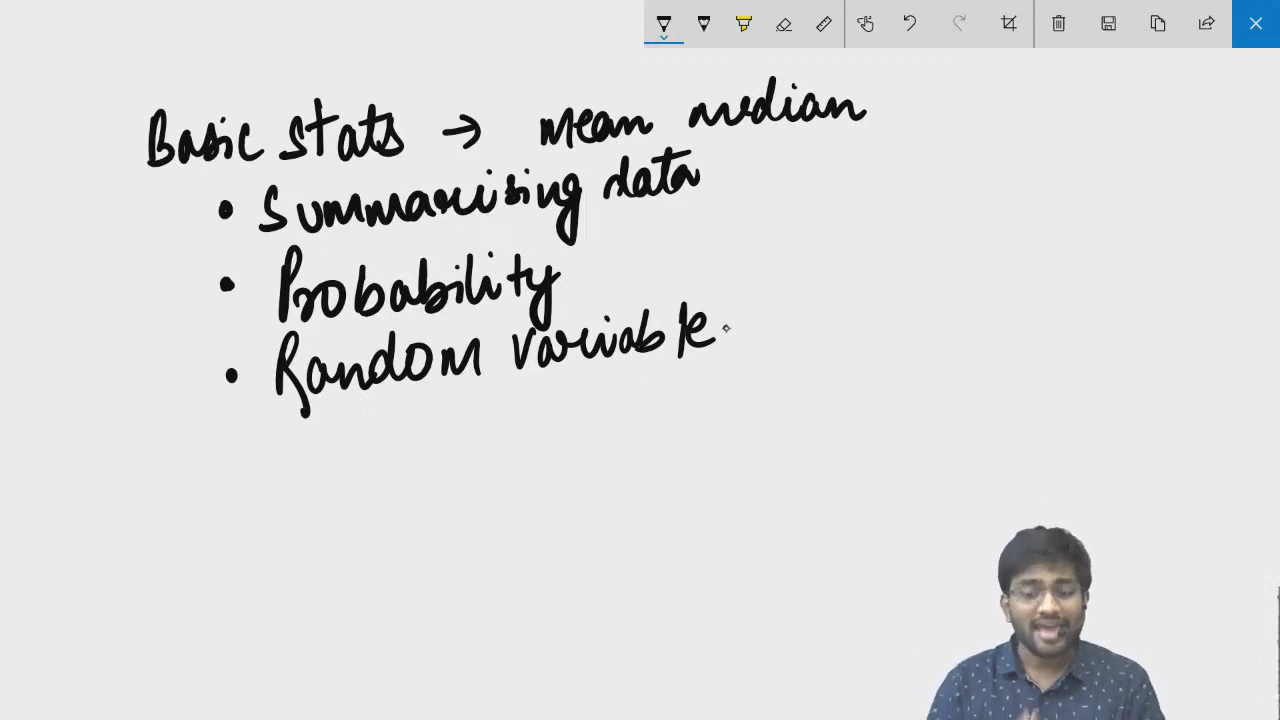 Basic stats → mean median
• Summarising data
• Probability
• Random variable